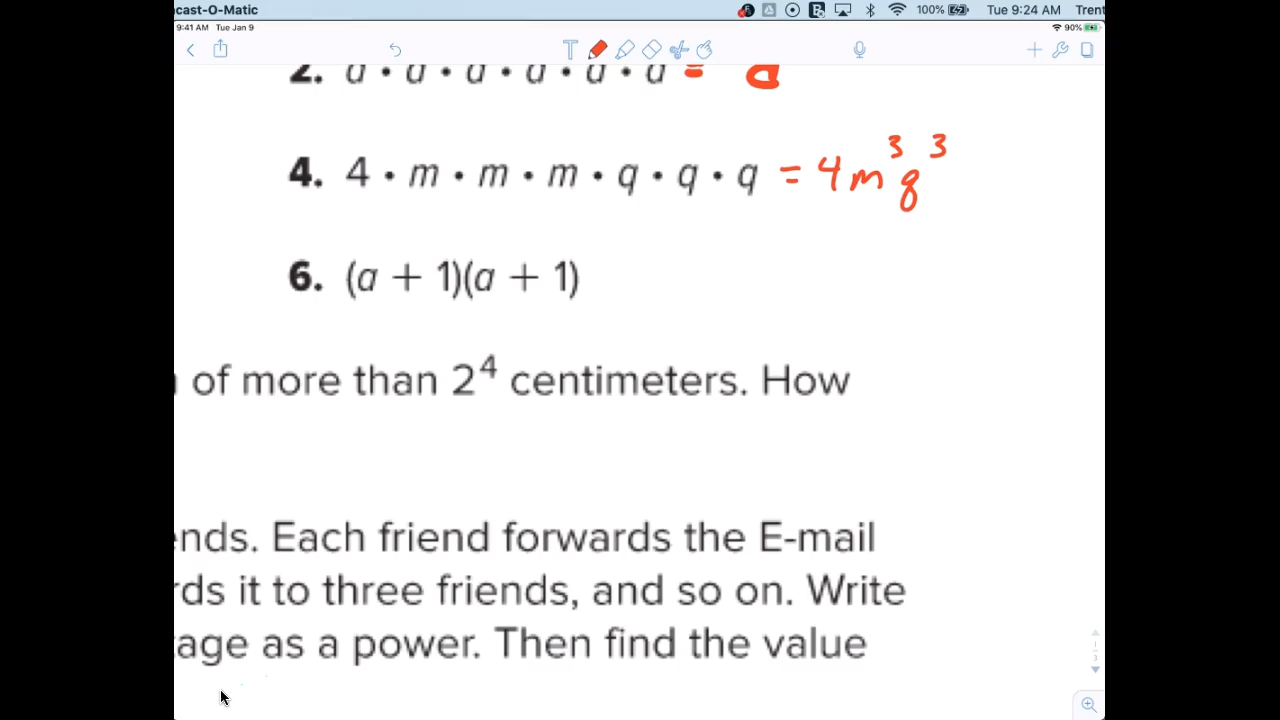 cast-O-Matic 100% Tue 9:24 AM Trent
9:41 AM Tue Jan 9 90%
T
2. a • a • a • a • a • a = a
4. 4 • m • m • m • q • q • q = 4m³q³
6. (a + 1)(a + 1)
of more than 2⁴ centimeters. How
ends. Each friend forwards the E-mail
rds it to three friends, and so on. Write
age as a power. Then find the value